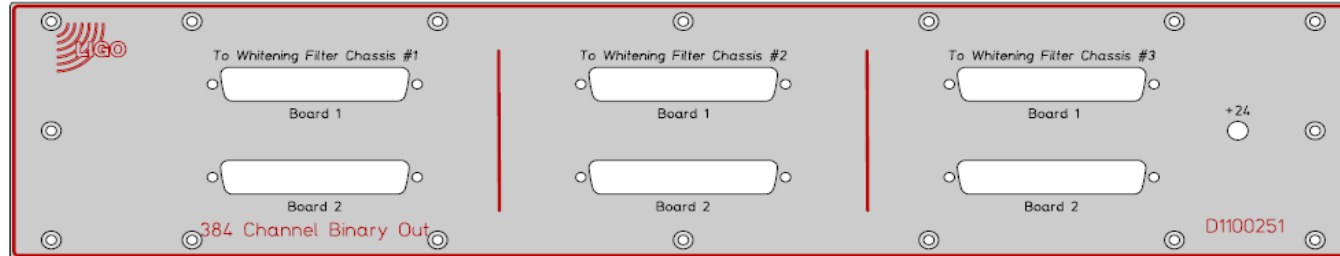 LIGO
To Whitening Filter Chassis #1
To Whitening Filter Chassis #2
To Whitening Filter Chassis #3
Board 1
Board 1
Board 1
+24
Board 2
Board 2
Board 2
384 Channel Binary Out
D1100251